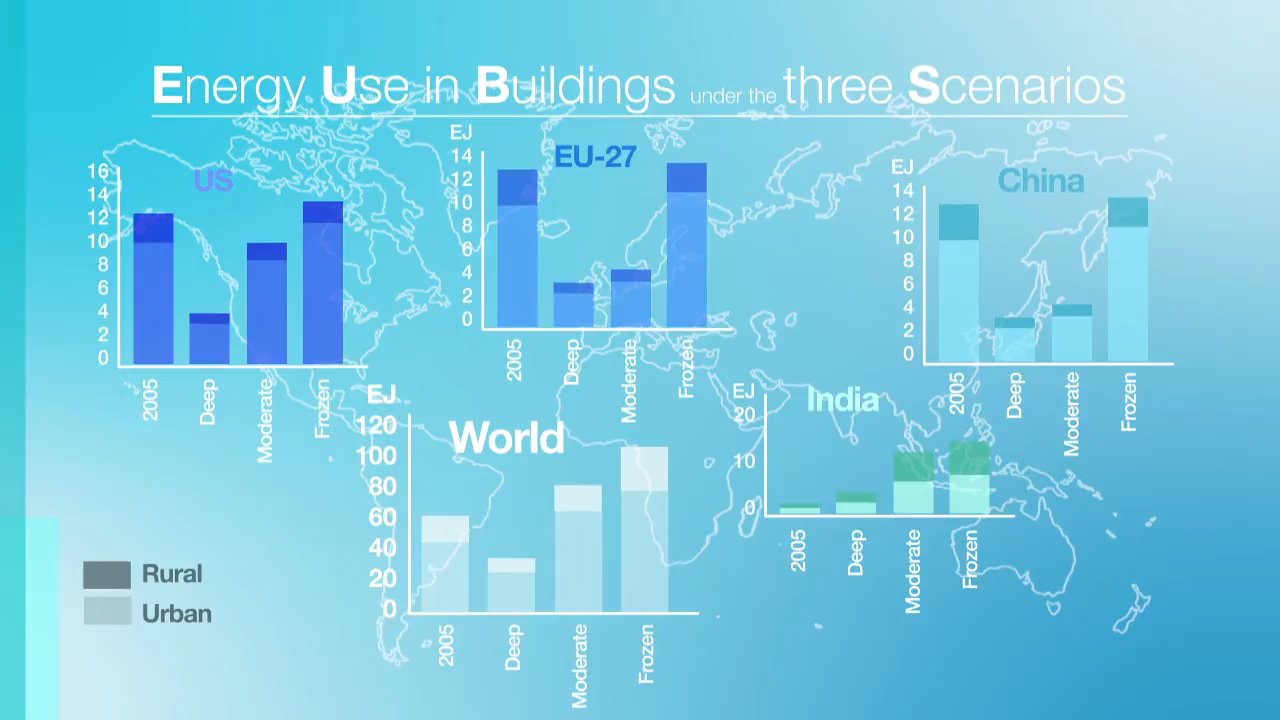 Energy Use in Buildings under the three Scenarios
US
16
14
12
10
8
6
4
2
0
2005
Deep
Moderate
Frozen
EJ
EU-27
14
12
10
8
6
4
2
0
2005
Deep
Moderate
Frozen
EJ
China
14
12
10
8
6
4
2
0
2005
Deep
Moderate
Frozen
EJ
World
120
100
80
60
40
20
0
2005
Deep
Moderate
Frozen
EJ
India
20
10
0
2005
Deep
Moderate
Frozen
Rural
Urban